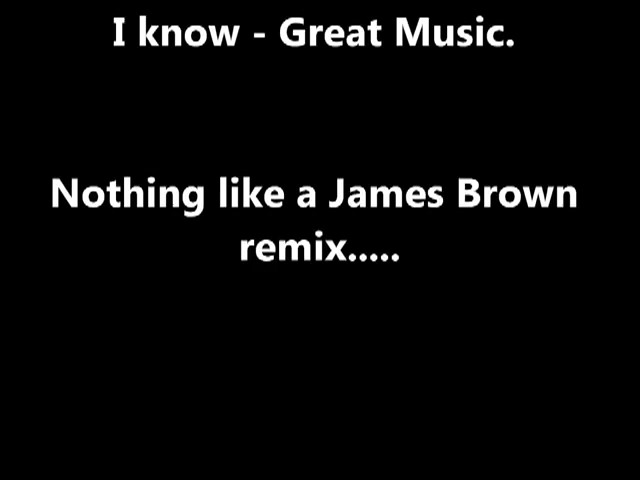 I know - Great Music.
Nothing like a James Brown
remix.....